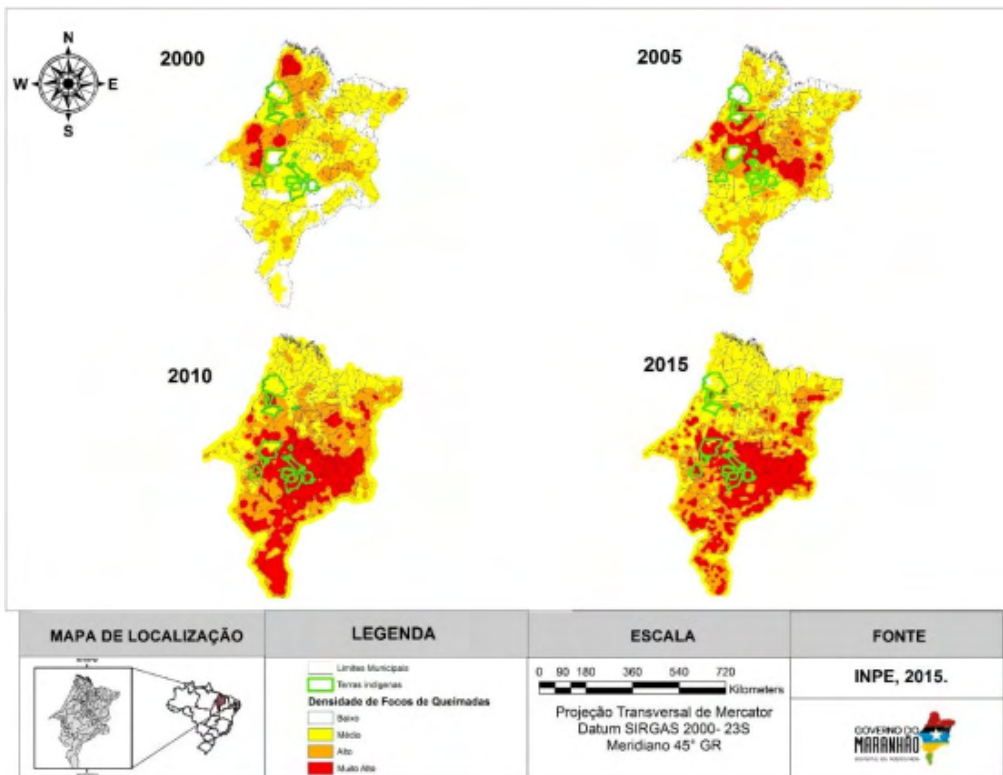 N
W E
S
2000
2005
2010
2015
MAPA DE LOCALIZAÇÃO
LEGENDA
Limites Municipais
Terras indígenas
Densidade de Focos de Queimadas
Baixo
Médio
Alto
Muito Alto
ESCALA
0 90 180 360 540 720
Kilometers
Projeção Transversal de Mercator
Datum SIRGAS 2000- 23S
Meridiano 45° GR
FONTE
INPE, 2015.
GOVERNO DO
MARANHÃO